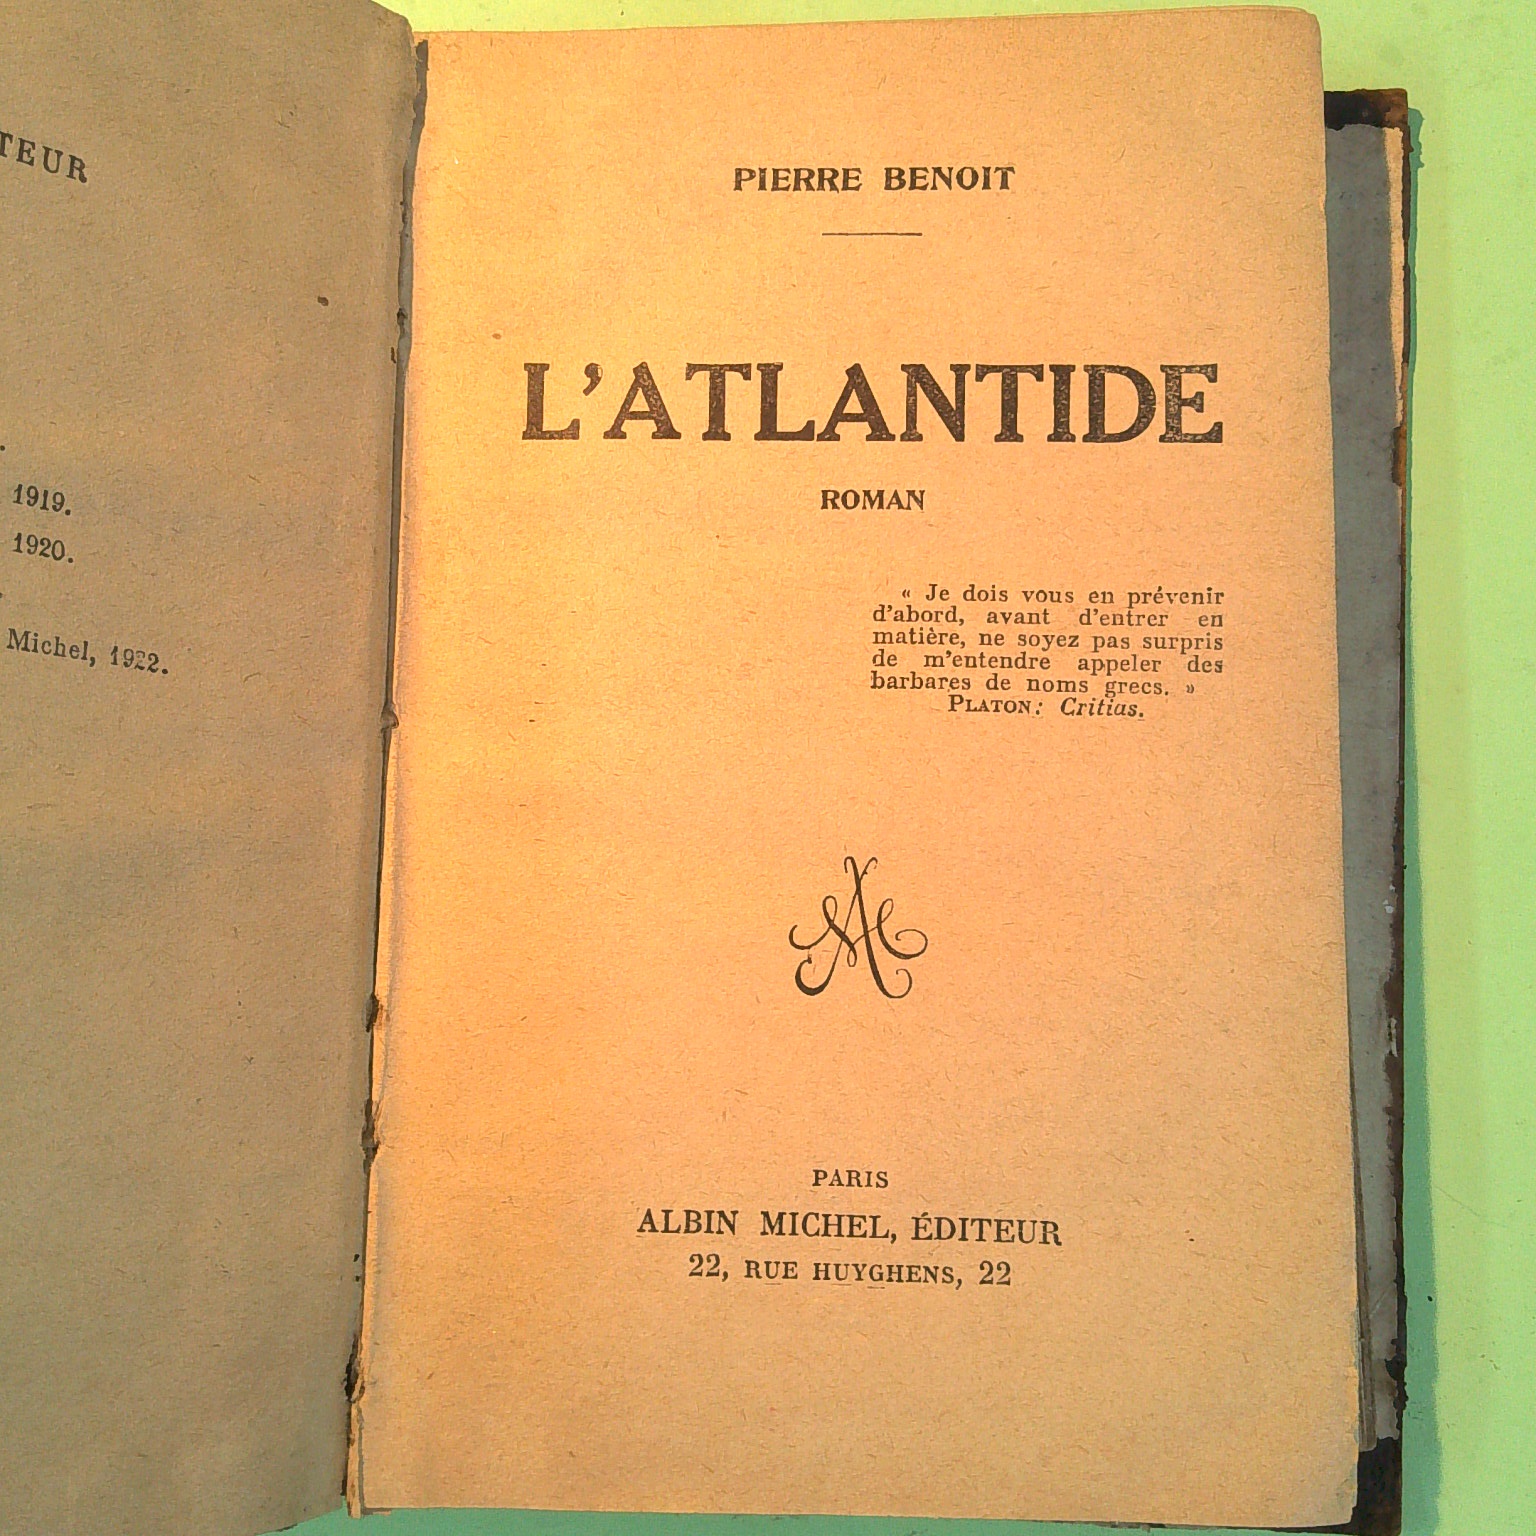 TEUR
1919.
1920.
Michel, 1922.
PIERRE BENOIT
L'ATLANTIDE
ROMAN
« Je dois vous en prévenir
d'abord, avant d'entrer en
matière, ne soyez pas surpris
de m'entendre appeler des
barbares de noms grecs. »
PLATON: Critias.
PARIS
ALBIN MICHEL, ÉDITEUR
22, RUE HUYGHENS, 22